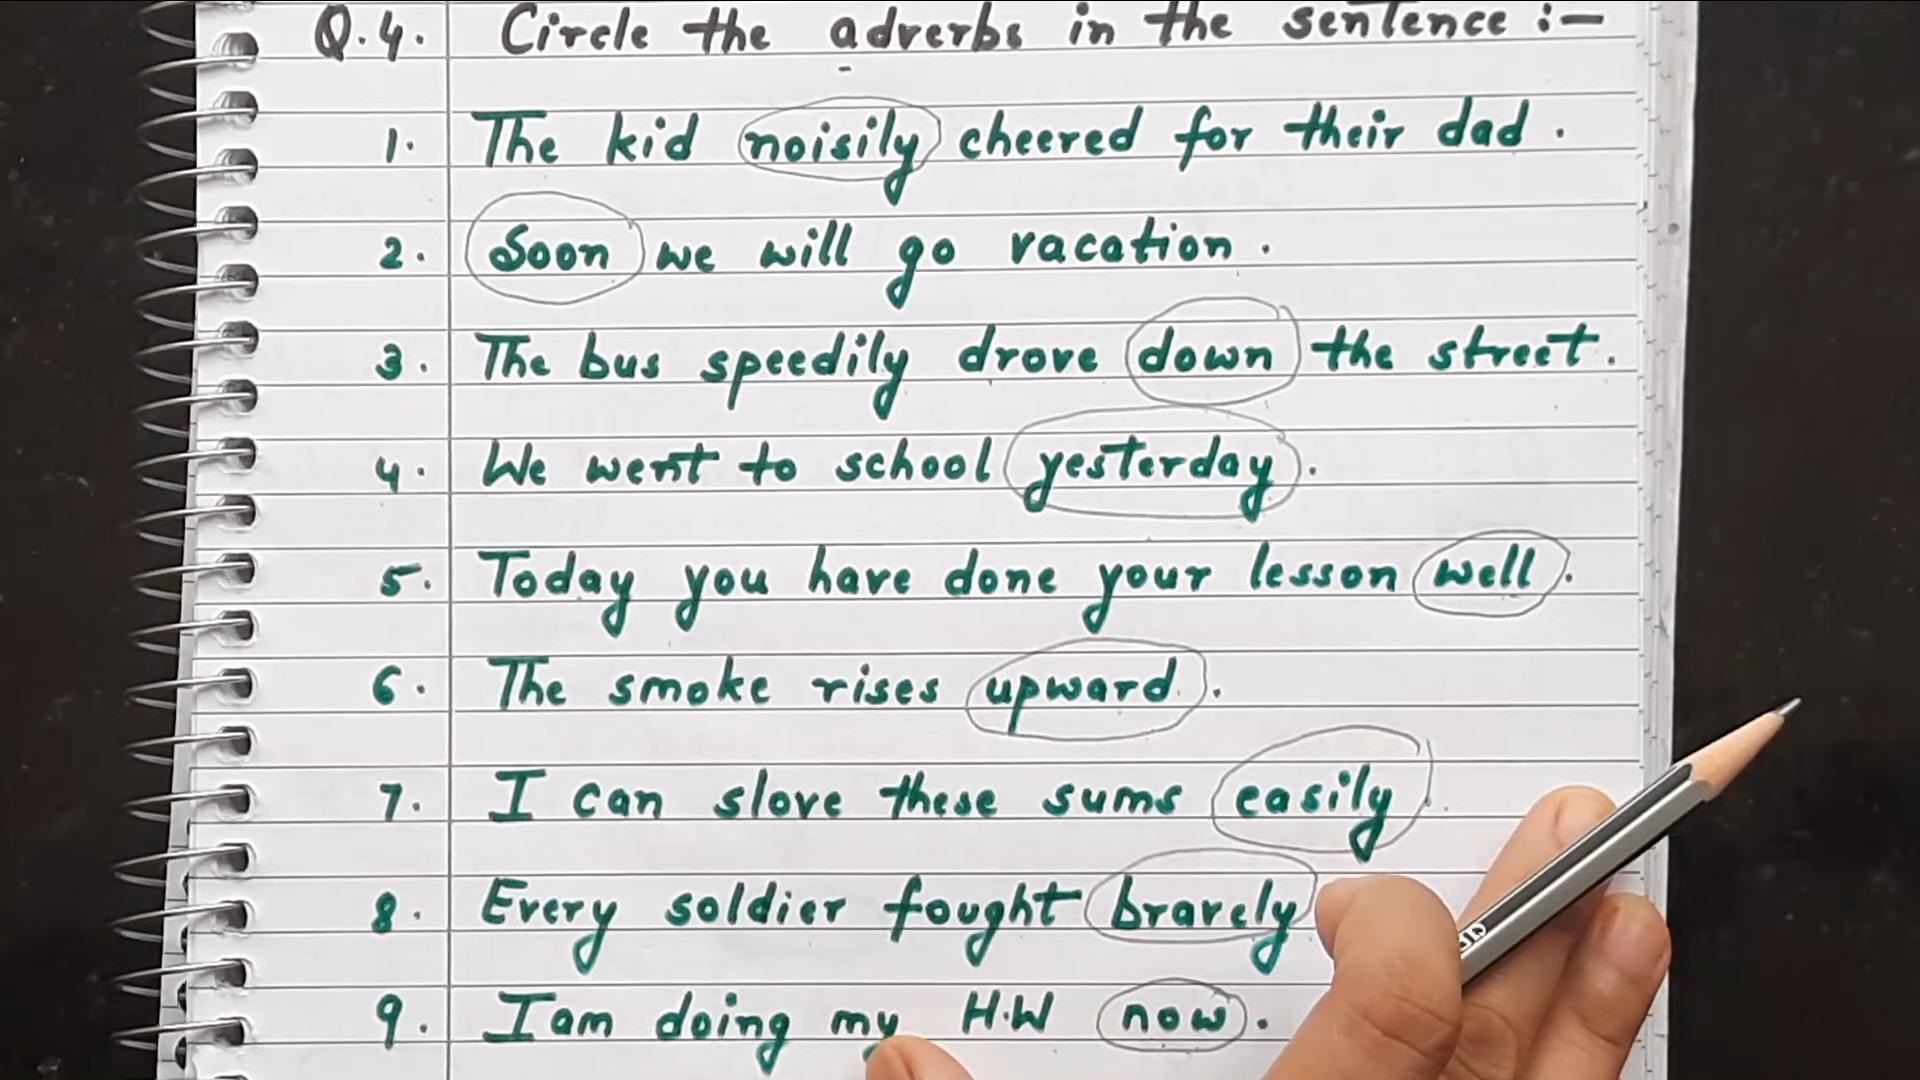 Q.4. Circle the adverbs in the sentence :-
1. The kid noisily cheered for their dad.
2. Soon we will go vacation.
3. The bus speedily drove down the street.
4. We went to school yesterday.
5. Today you have done your lesson well.
6. The smoke rises upward.
7. I can slove these sums easily.
8. Every soldier fought bravely
9. I am doing my H.W now.